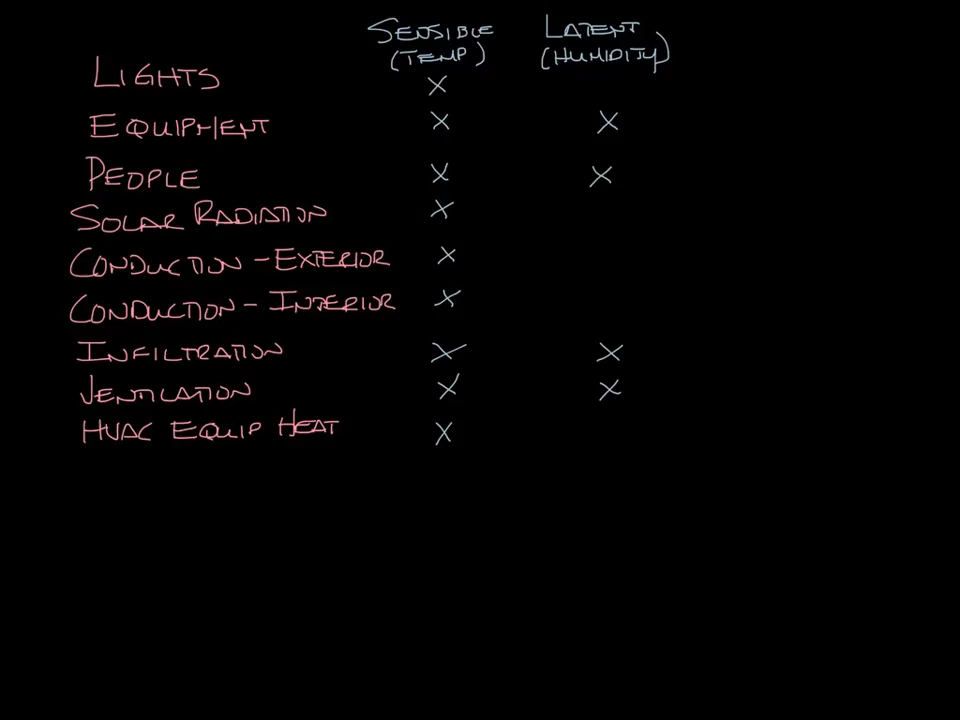 SENSIBLE LATENT
(TEMP) (HUMIDITY)
LIGHTS X
EQUIPMENT X X
PEOPLE X X
SOLAR RADIATION X
CONDUCTION - EXTERIOR X
CONDUCTION - INTERIOR X
INFILTRATION X X
VENTILATION X X
HVAC EQUIP HEAT X